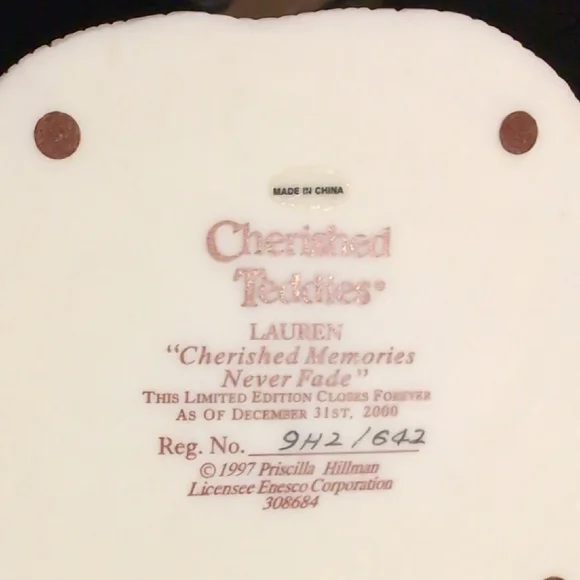 MADE IN CHINA
Cherished
Teddies®
LAUREN
"Cherished Memories
Never Fade"
THIS LIMITED EDITION CLOSES FOREVER
AS OF DECEMBER 31ST, 2000
Reg. No. 9H2/642
©1997 Priscilla Hillman
Licensee Enesco Corporation
308684